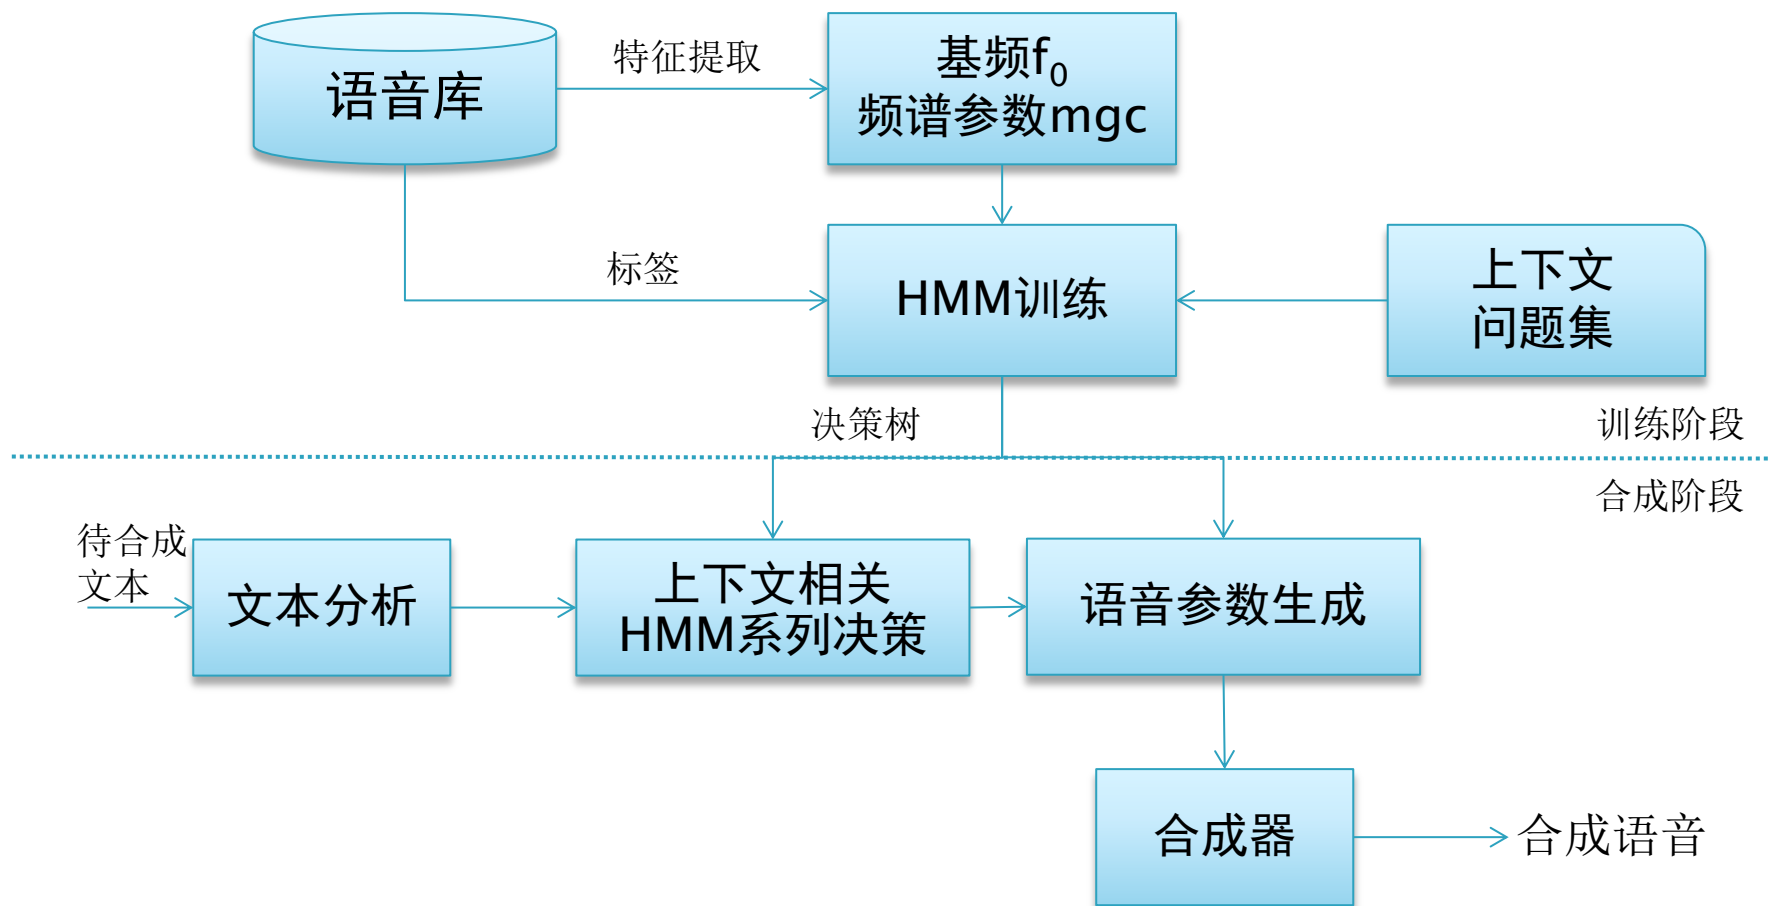 语音库
特征提取
基频f₀
频谱参数mgc
标签
HMM训练
上下文
问题集
决策树
训练阶段
合成阶段
待合成
文本
文本分析
上下文相关
HMM系列决策
语音参数生成
合成器
合成语音